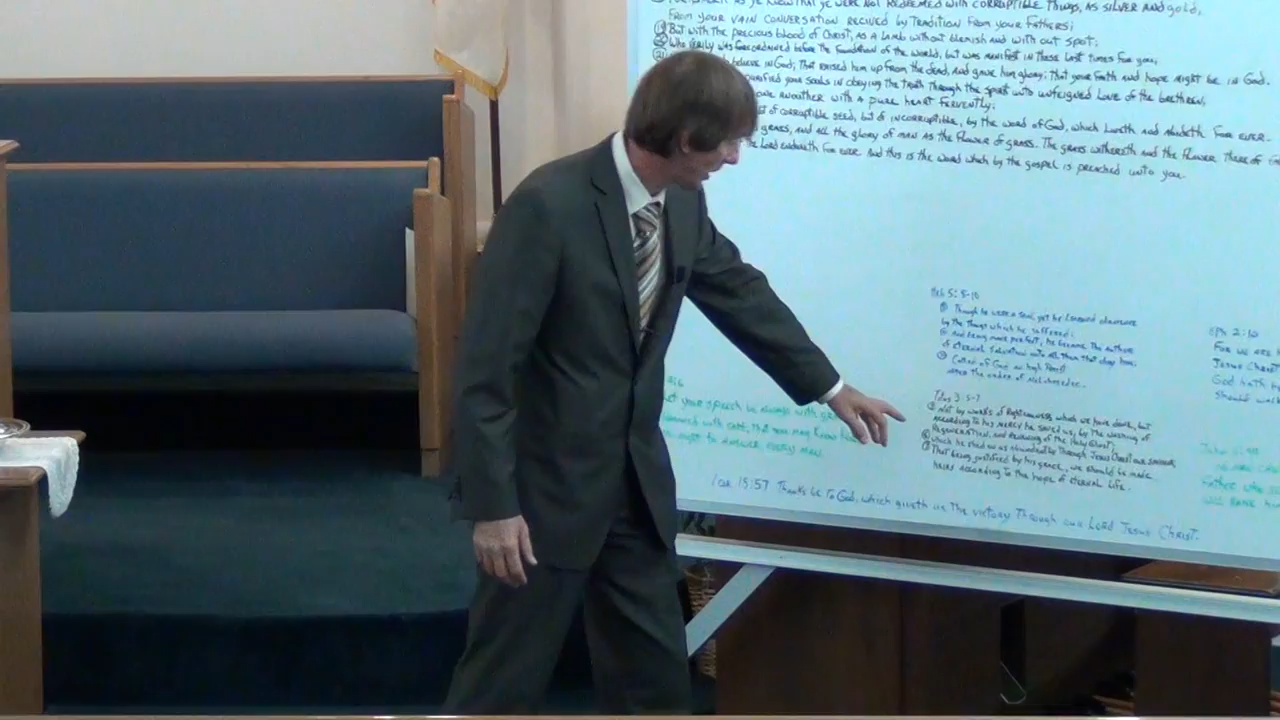 ye were not Redeemed with corruptible Things, as silver and gold,
From your vain conversation recived by Tradition from your Fathers;
But with the precious blood of Christ, as a Lamb without blemish and with out spot;
Who verily was foreordained before the foundation of the world, but was manifest in these last times for you,
believe in God; That raised him up from the dead, and gave him glory; that your Faith and hope might be in God.
purified your souls in obeying the truth through the spirit unto unfeigned Love of the brethren,
one another with a pure heart fervently;
of corruptible seed, but of incorruptible, by the word of God, which Liveth and abideth For ever.
grass, and all the glory of man as the Flower of grass. The grass withereth and the Flower there of
Lord endureth For ever. And this is the word which by the gospel is preached unto you
Heb 5:8-10
Though he were a son, yet he Learned obedience
by the things which he suffered;
And being made perfect, he became the author
of eternal salvation unto all them that obey him;
Called of God an high Priest
after the order of Melchisedec.
3:5-7
Not by works of Righteousness which we have done, but
according to his mercy he saved us, by the washing of
Regeneration, and renewing of the Holy Ghost;
Which he shed on us abundantly Through Jesus Christ our saviour;
That being justified by his grace, we should be made
heirs according to the hope of eternal life.
Eph 2:10
For we are
Jesus Christ
God hath
should walk
your speech be always with
seasoned with salt, that you may know how
ought to answer every man.
Father who
will
1 Cor 15:57 Thanks be To God, which giveth us the victory Through our Lord Jesus Christ.